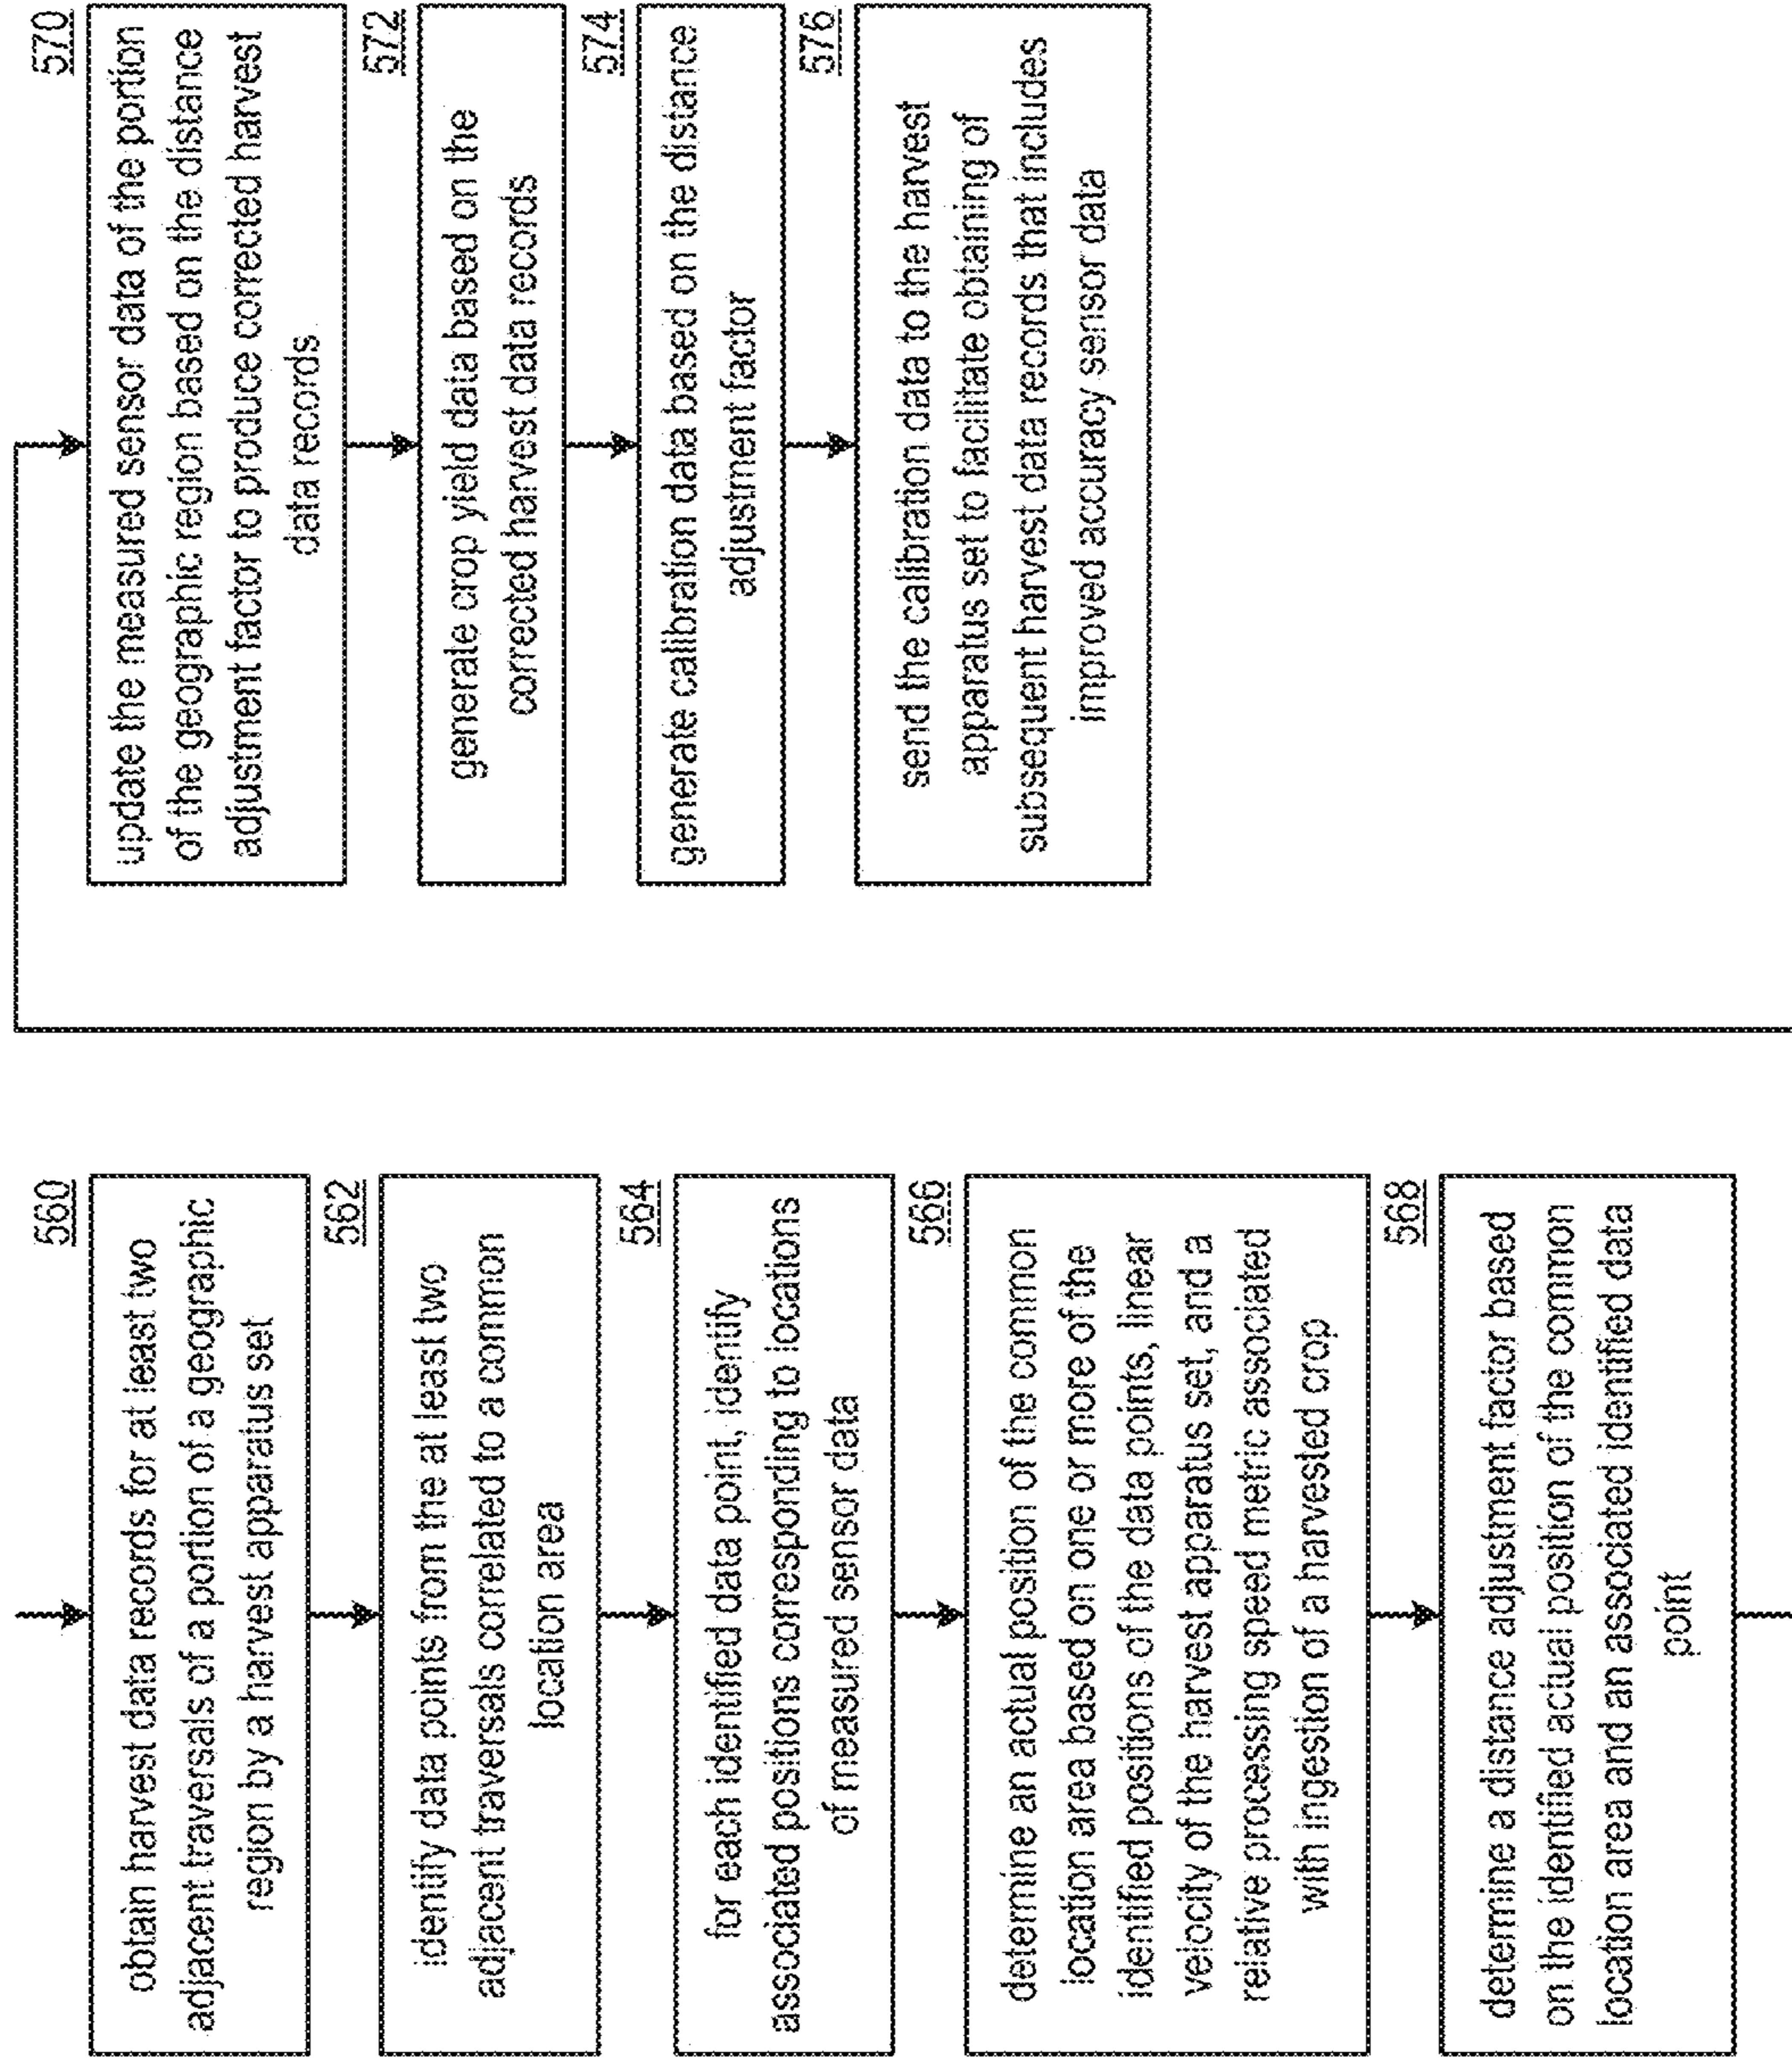 560
obtain harvest data records for at least two
adjacent traversals of a portion of a geographic
region by a harvest apparatus set
562
identify data points from the at least two
adjacent traversals correlated to a common
location area
564
for each identified data point, identify
associated positions corresponding to locations
of measured sensor data
566
determine an actual position of the common
location area based on one or more of the
identified positions of the data points, linear
velocity of the harvest apparatus set, and a
relative processing speed metric associated
with ingestion of a harvested crop
568
determine a distance adjustment factor based
on the identified actual position of the common
location area and an associated identified data
point
570
update the measured sensor data of the portion
of the geographic region based on the distance
adjustment factor to produce corrected harvest
data records
572
generate crop yield data based on the
corrected harvest data records
574
generate calibration data based on the distance
adjustment factor
576
send the calibration data to the harvest
apparatus set to facilitate obtaining of
subsequent harvest data records that includes
improved accuracy sensor data